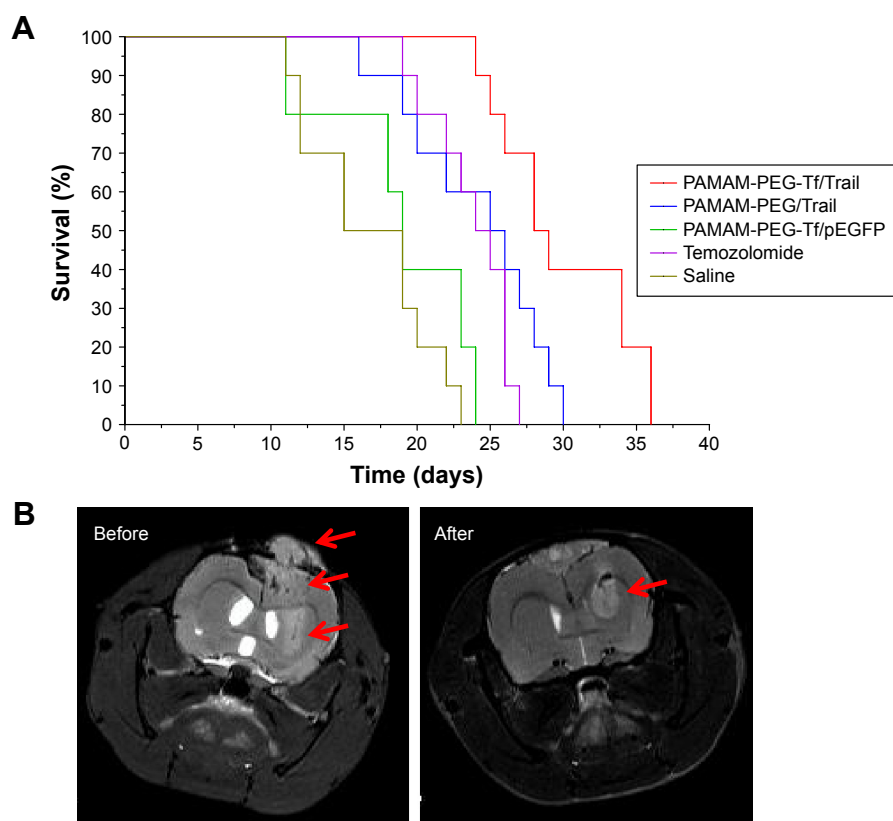 A
Survival (%)
100
90
80
70
60
50
40
30
20
10
0
0 5 10 15 20 25 30 35 40
Time (days)
PAMAM-PEG-Tf/Trail
PAMAM-PEG/Trail
PAMAM-PEG-Tf/pEGFP
Temozolomide
Saline
B
Before
After